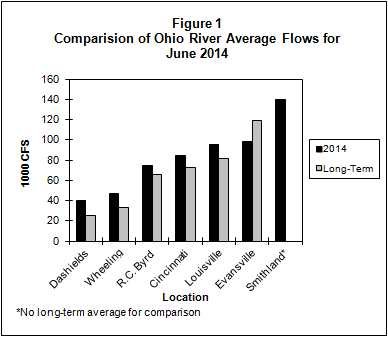 Figure 1
Comparision of Ohio River Average Flows for
June 2014
160
140
120
100
80
60
40
20
0
1000 CFS
Dashields
Wheeling
R.C. Byrd
Cincinnati
Louisville
Evansville
Smithland*
Location
2014
Long-Term
*No long-term average for comparison